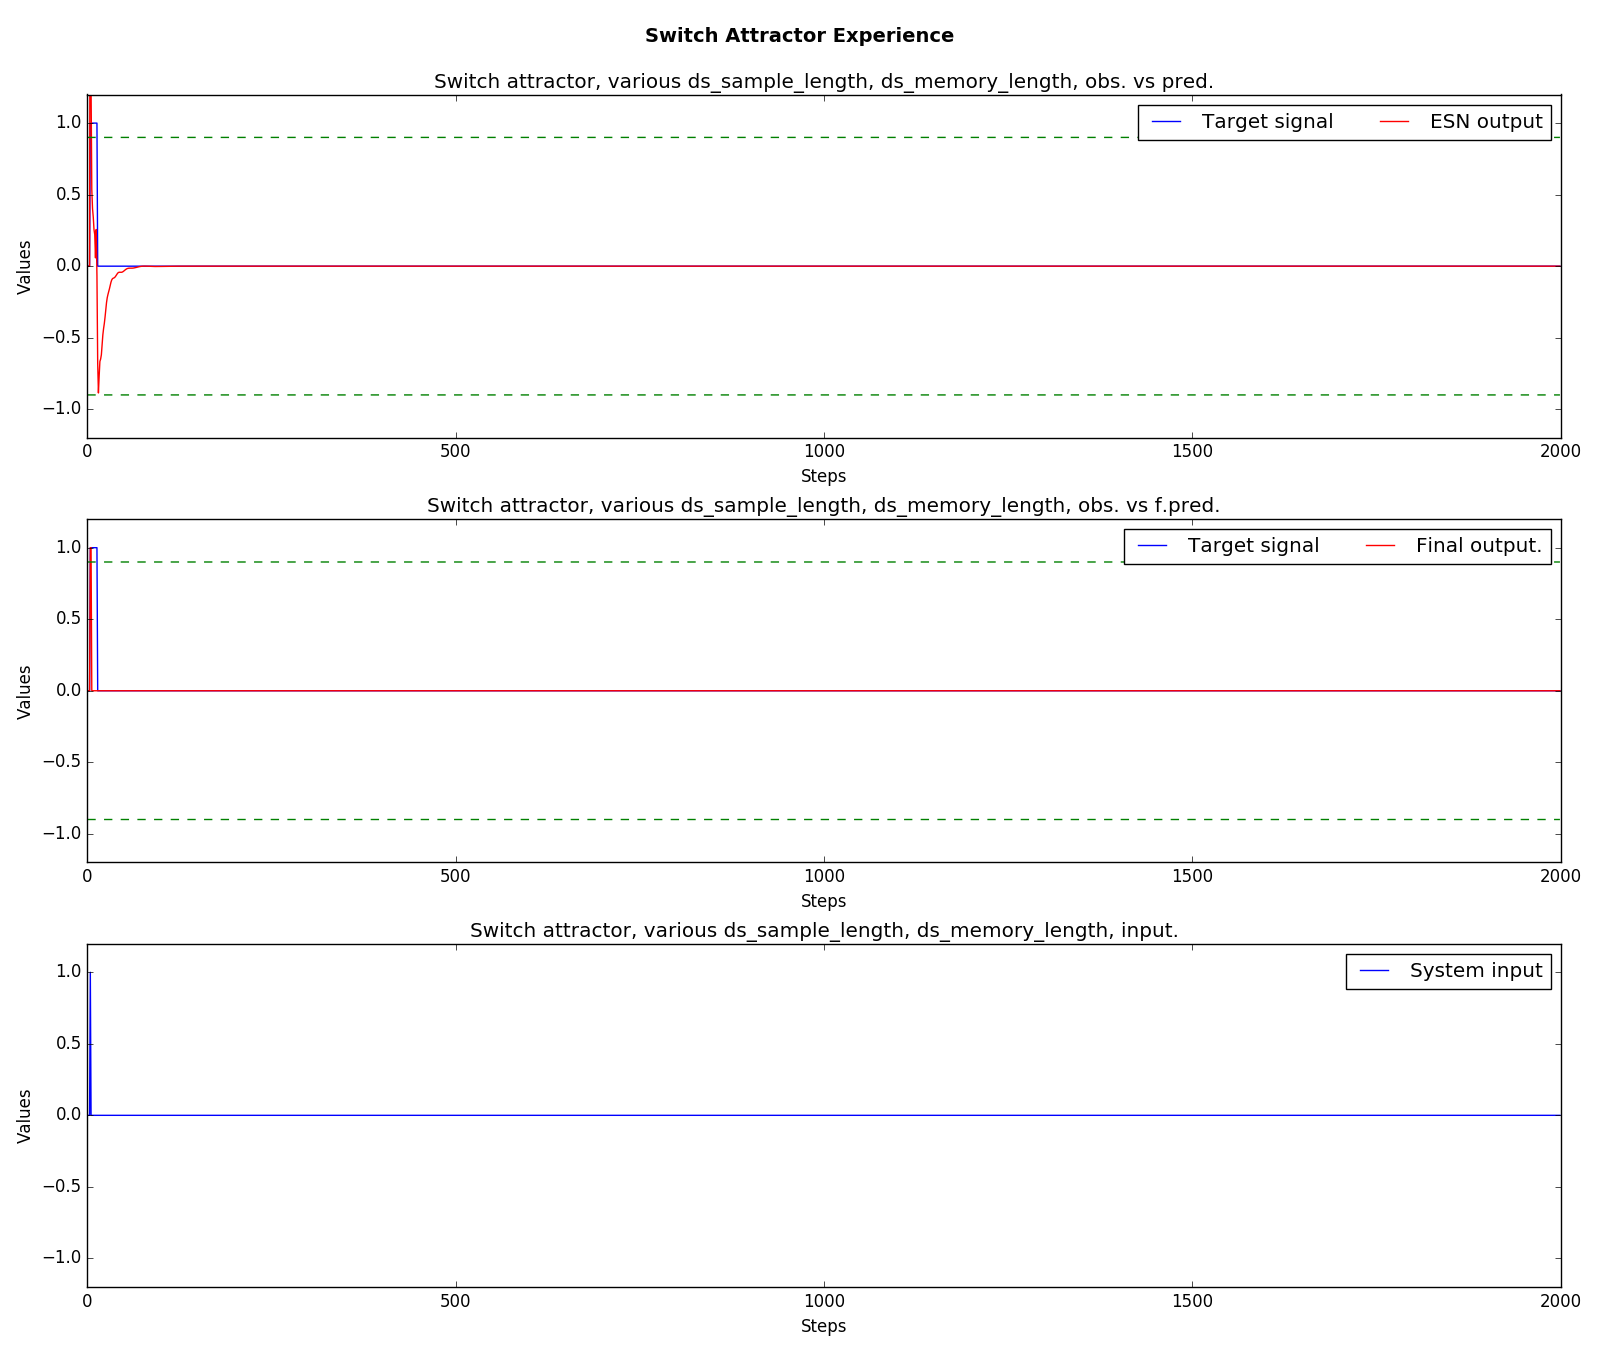 Switch Attractor Experience
Switch attractor, various ds_sample_length, ds_memory_length, obs. vs pred.
Target signal ESN output
1.0
0.5
0.0
−0.5
−1.0
Values
0 500 1000 1500 2000
Steps
Switch attractor, various ds_sample_length, ds_memory_length, obs. vs f.pred.
Target signal Final output.
1.0
0.5
0.0
−0.5
−1.0
Values
0 500 1000 1500 2000
Steps
Switch attractor, various ds_sample_length, ds_memory_length, input.
System input
1.0
0.5
0.0
−0.5
−1.0
Values
0 500 1000 1500 2000
Steps